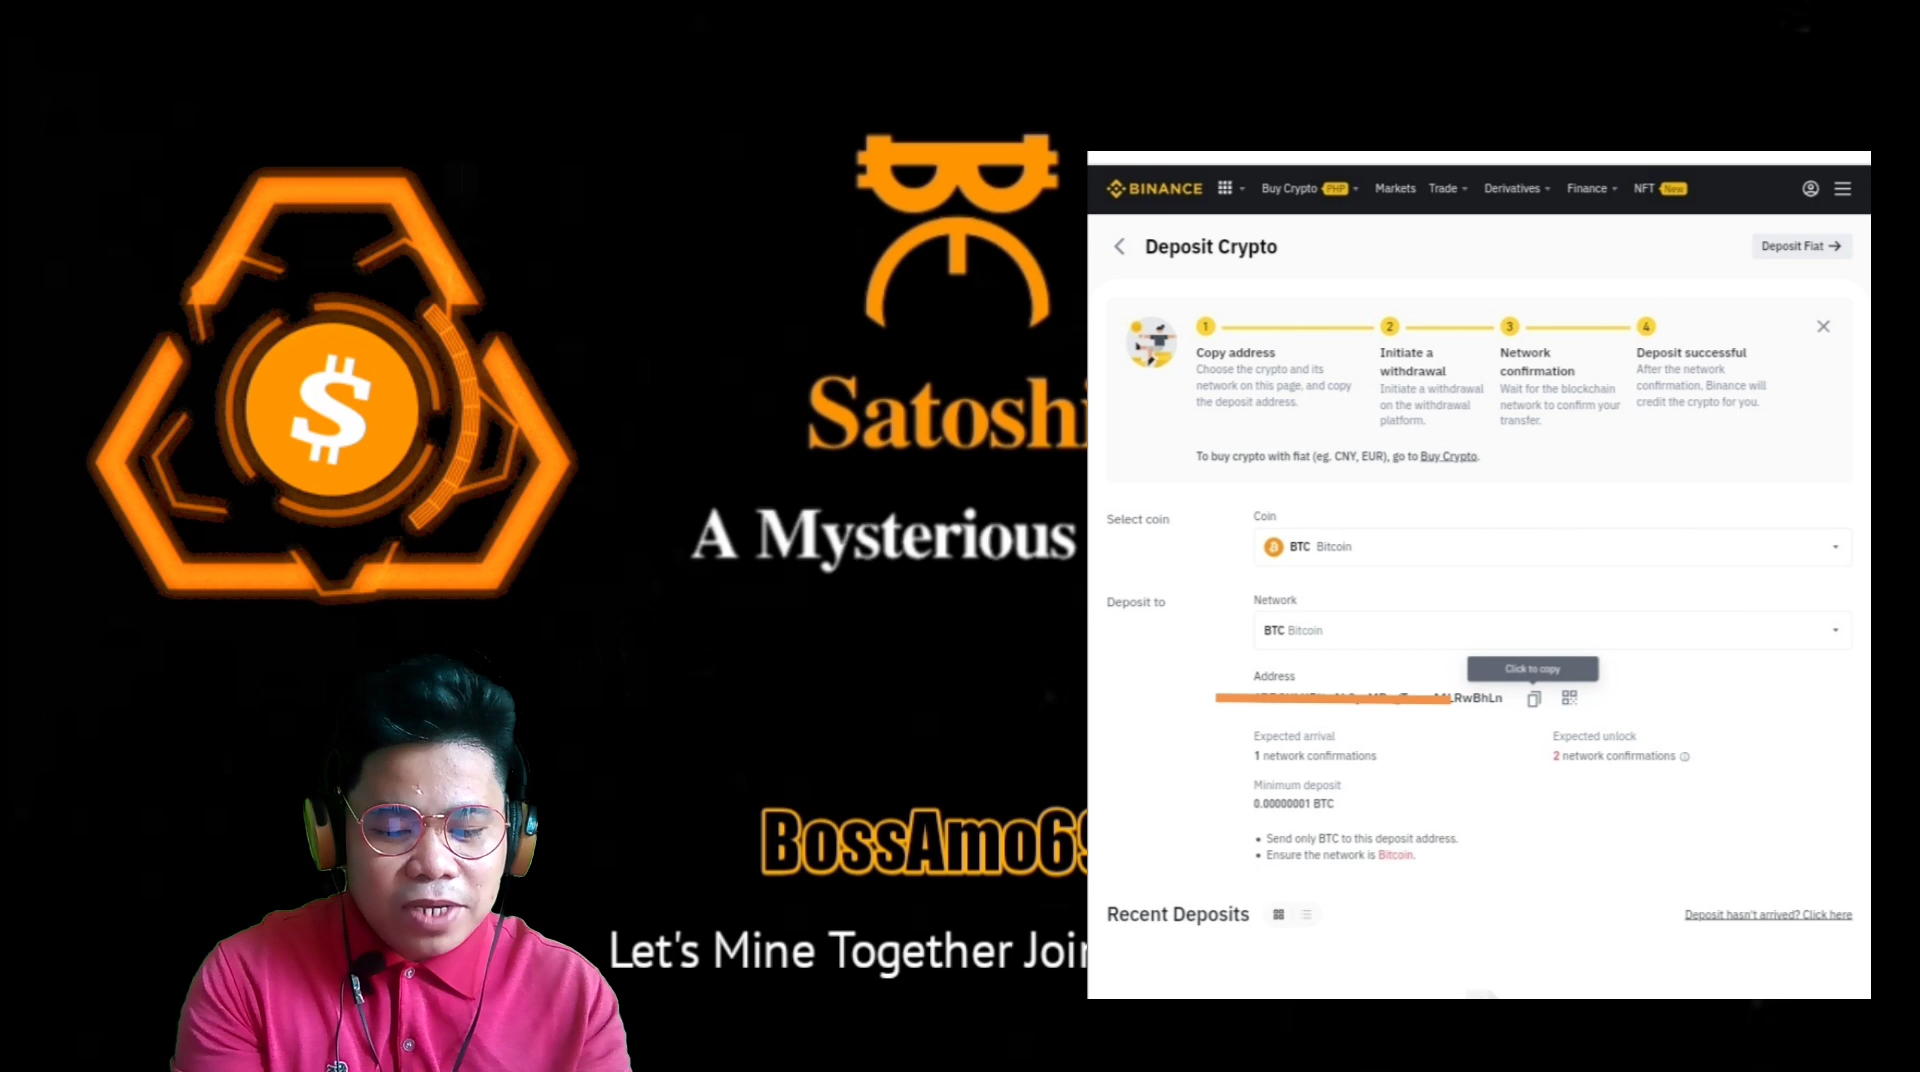 Satoshi
A Mysterious
BossAmo69
Let's Mine Together Join
BINANCE
Buy Crypto PHP
Markets
Trade
Derivatives
Finance
NFT New
Deposit Crypto
Deposit Fiat →
1
2
3
4
Copy address
Choose the crypto and its
network on this page, and copy
the deposit address.
Initiate a
withdrawal
Initiate a withdrawal
on the withdrawal
platform.
Network
confirmation
Wait for the blockchain
network to confirm your
transfer.
Deposit successful
After the network
confirmation, Binance will
credit the crypto for you.
To buy crypto with fiat (eg. CNY, EUR), go to Buy Crypto.
Select coin
Coin
BTC Bitcoin
Deposit to
Network
BTC Bitcoin
Click to copy
Address
LRwBhLn
Expected arrival
1 network confirmations
Expected unlock
2 network confirmations
Minimum deposit
0.00000001 BTC
• Send only BTC to this deposit address.
• Ensure the network is Bitcoin.
Recent Deposits
Deposit hasn't arrived? Click here